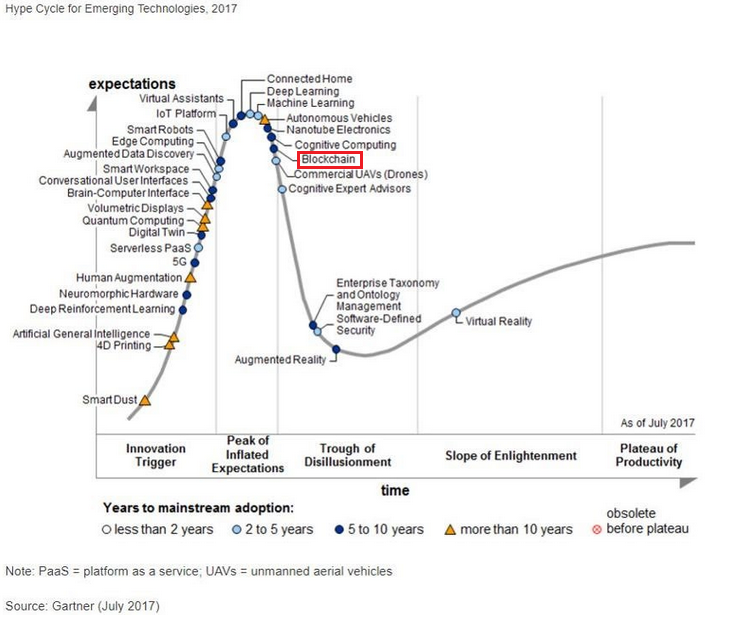 Hype Cycle for Emerging Technologies, 2017
expectations
Connected Home
Deep Learning
Virtual Assistants
Machine Learning
IoT Platform
Autonomous Vehicles
Smart Robots
Nanotube Electronics
Edge Computing
Cognitive Computing
Augmented Data Discovery
Blockchain
Smart Workspace
Commercial UAVs (Drones)
Conversational User Interfaces
Cognitive Expert Advisors
Brain-Computer Interface
Volumetric Displays
Quantum Computing
Digital Twin
Serverless PaaS
5G
Human Augmentation
Enterprise Taxonomy
and Ontology
Management
Neuromorphic Hardware
Deep Reinforcement Learning
Software-Defined
Security
Virtual Reality
Artificial General Intelligence
4D Printing
Augmented Reality
Smart Dust
As of July 2017
Innovation
Trigger
Peak of
Inflated
Expectations
Trough of
Disillusionment
Slope of Enlightenment
Plateau of
Productivity
time
Years to mainstream adoption:
less than 2 years
2 to 5 years
5 to 10 years
more than 10 years
obsolete
before plateau
Note: PaaS = platform as a service; UAVs = unmanned aerial vehicles
Source: Gartner (July 2017)